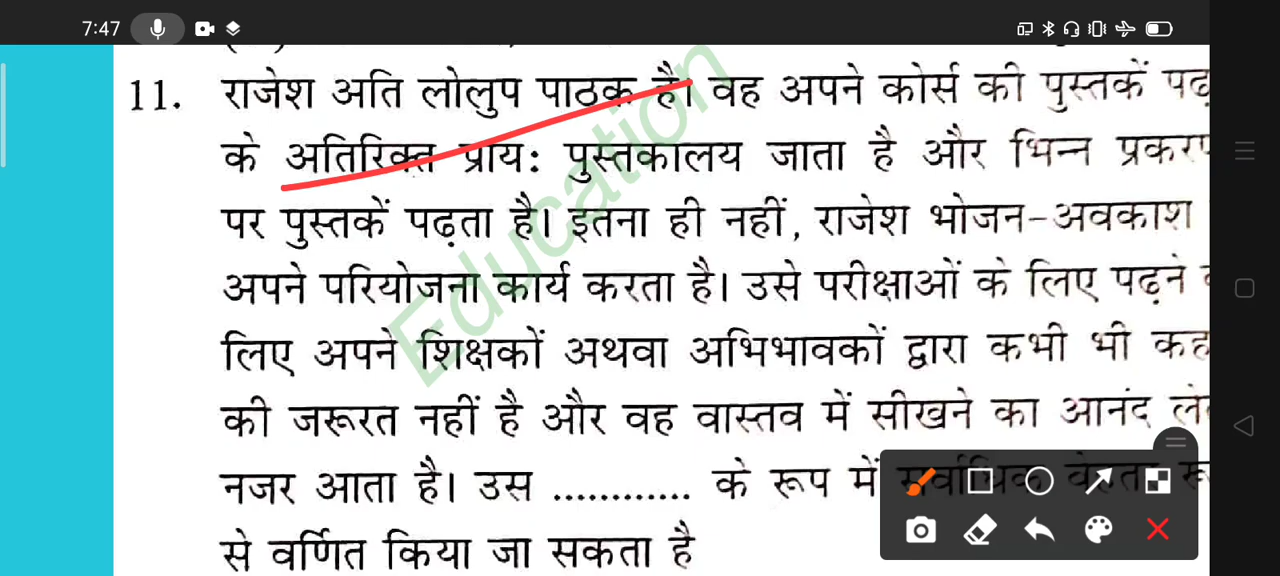 7:47
11. राजेश अति लोलुप पाठक है। वह अपने कोर्स की पुस्तकें
के अतिरिक्त प्राय: पुस्तकालय जाता है और भिन्न
पर पुस्तकें पढ़ता है। इतना ही नहीं, राजेश भोजन-अवकाश
अपने परियोजना कार्य करता है। उसे परीक्षाओं के लिए पढ़ने
लिए अपने शिक्षकों अथवा अभिभावकों द्वारा कभी भी
की जरूरत नहीं है और वह वास्तव में सीखने का आनंद
नजर आता है। उस ............ के रूप में सर्वाधिक
से वर्णित किया जा सकता है
Education